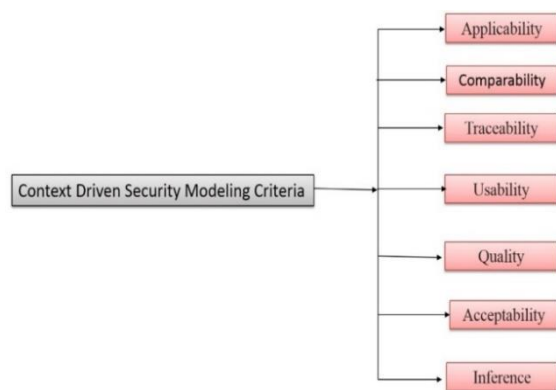 Applicability
Comparability
Traceability
Context Driven Security Modeling Criteria
Usability
Quality
Acceptability
Inference